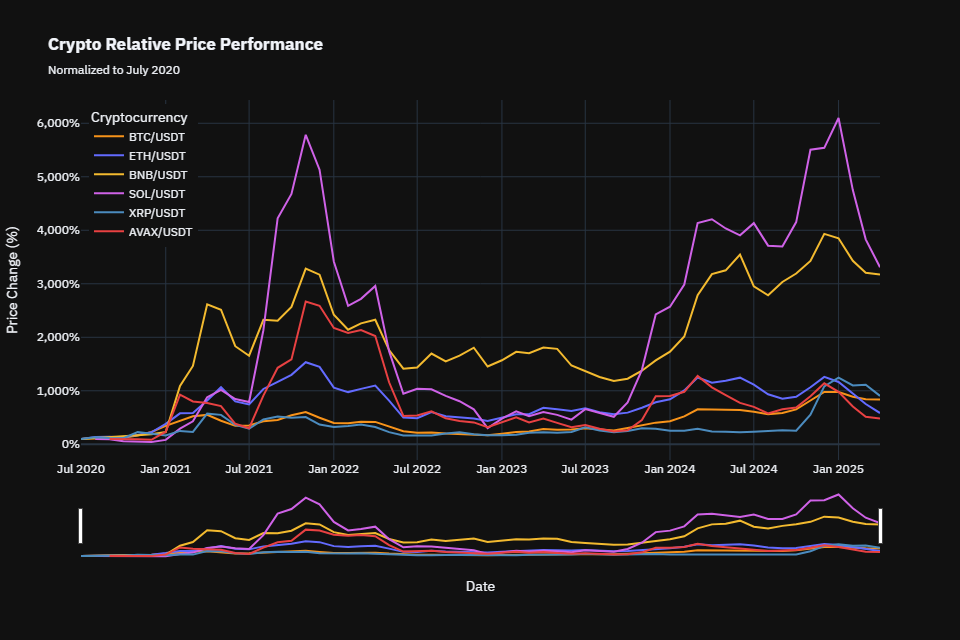 Crypto Relative Price Performance
Normalized to July 2020
Cryptocurrency
BTC/USDT
ETH/USDT
BNB/USDT
SOL/USDT
XRP/USDT
AVAX/USDT
Price Change (%)
6,000%
5,000%
4,000%
3,000%
2,000%
1,000%
0%
Jul 2020 Jan 2021 Jul 2021 Jan 2022 Jul 2022 Jan 2023 Jul 2023 Jan 2024 Jul 2024 Jan 2025
Date